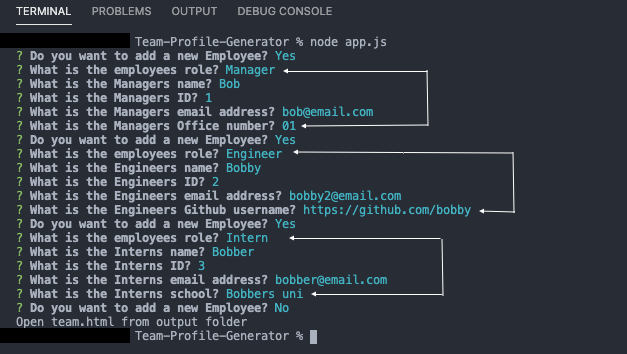 TERMINAL PROBLEMS OUTPUT DEBUG CONSOLE
Team-Profile-Generator % node app.js
? Do you want to add a new Employee? Yes
? What is the employees role? Manager
? What is the Managers name? Bob
? What is the Managers ID? 1
? What is the Managers email address? bob@email.com
? What is the Managers Office number? 01
? Do you want to add a new Employee? Yes
? What is the employees role? Engineer
? What is the Engineers name? Bobby
? What is the Engineers ID? 2
? What is the Engineers email address? bobby2@email.com
? What is the Engineers Github username? https://github.com/bobby
? Do you want to add a new Employee? Yes
? What is the employees role? Intern
? What is the Interns name? Bobber
? What is the Interns ID? 3
? What is the Interns email address? bobber@email.com
? What is the Interns school? Bobbers uni
? Do you want to add a new Employee? No
Open team.html from output folder
Team-Profile-Generator %